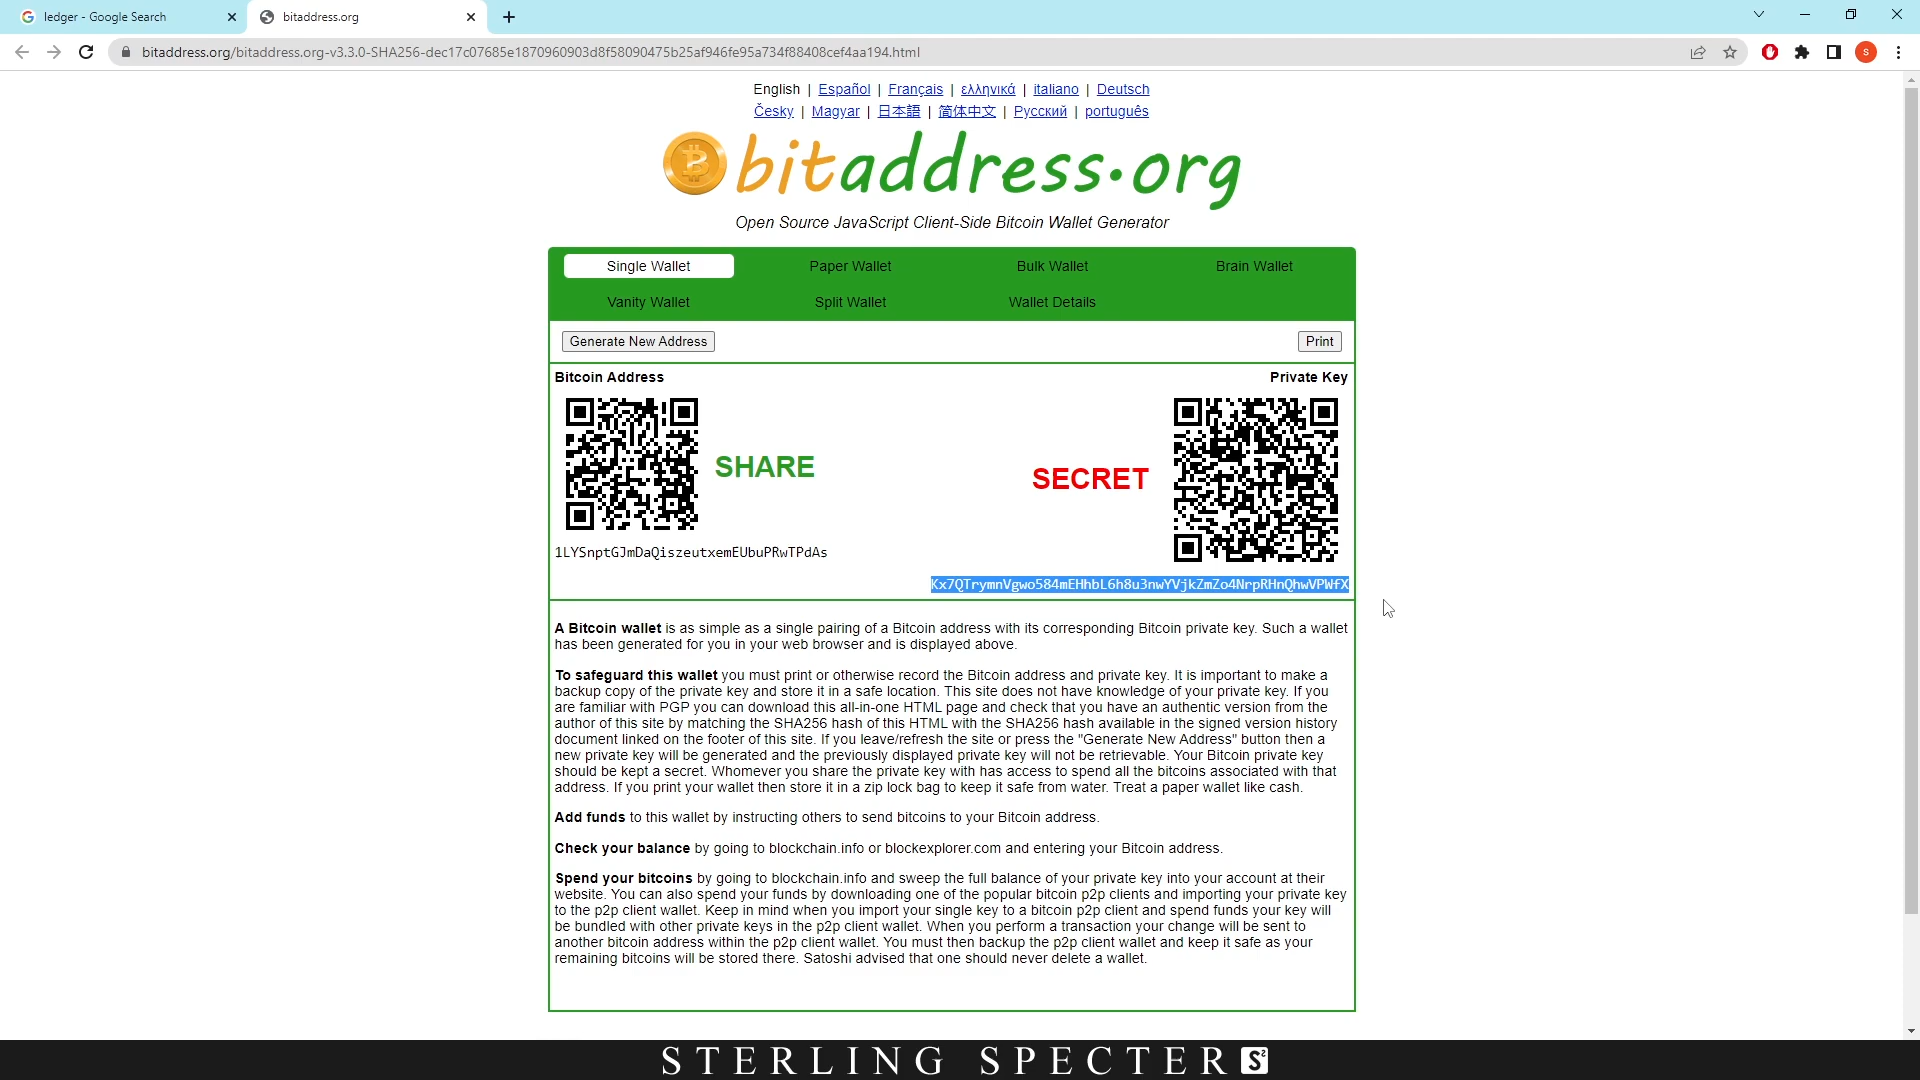 ledger - Google Search
bitaddress.org
bitaddress.org/bitaddress.org-v3.3.0-SHA256-dec17c07685e1870960903d8f58090475b25af946fe95a734f88408cef4aa194.html
S
English | Español | Français | ελληνικά | italiano | Deutsch
Česky | Magyar | 日本語 | 简体中文 | Русский | português
bitaddress.org
Open Source JavaScript Client-Side Bitcoin Wallet Generator
Single Wallet Paper Wallet Bulk Wallet Brain Wallet
Vanity Wallet Split Wallet Wallet Details
Generate New Address Print
Bitcoin Address Private Key
SHARE
SECRET
1LYSnptGJmDaQiszeutxemEUbuPRwTPdAs
Kx7QTrymnVgwo584mEHhbL6h8u3nwYVjkZmZo4NrpRHnQhwVPWfX
A Bitcoin wallet is as simple as a single pairing of a Bitcoin address with its corresponding Bitcoin private key. Such a wallet
has been generated for you in your web browser and is displayed above.
To safeguard this wallet you must print or otherwise record the Bitcoin address and private key. It is important to make a
backup copy of the private key and store it in a safe location. This site does not have knowledge of your private key. If you
are familiar with PGP you can download this all-in-one HTML page and check that you have an authentic version from the
author of this site by matching the SHA256 hash of this HTML with the SHA256 hash available in the signed version history
document linked on the footer of this site. If you leave/refresh the site or press the "Generate New Address" button then a
new private key will be generated and the previously displayed private key will not be retrievable. Your Bitcoin private key
should be kept a secret. Whomever you share the private key with has access to spend all the bitcoins associated with that
address. If you print your wallet then store it in a zip lock bag to keep it safe from water. Treat a paper wallet like cash.
Add funds to this wallet by instructing others to send bitcoins to your Bitcoin address.
Check your balance by going to blockchain.info or blockexplorer.com and entering your Bitcoin address.
Spend your bitcoins by going to blockchain.info and sweep the full balance of your private key into your account at their
website. You can also spend your funds by downloading one of the popular bitcoin p2p clients and importing your private key
to the p2p client wallet. Keep in mind when you import your single key to a bitcoin p2p client and spend funds your key will
be bundled with other private keys in the p2p client wallet. When you perform a transaction your change will be sent to
another bitcoin address within the p2p client wallet. You must then backup the p2p client wallet and keep it safe as your
remaining bitcoins will be stored there. Satoshi advised that one should never delete a wallet.
STERLING SPECTER S²